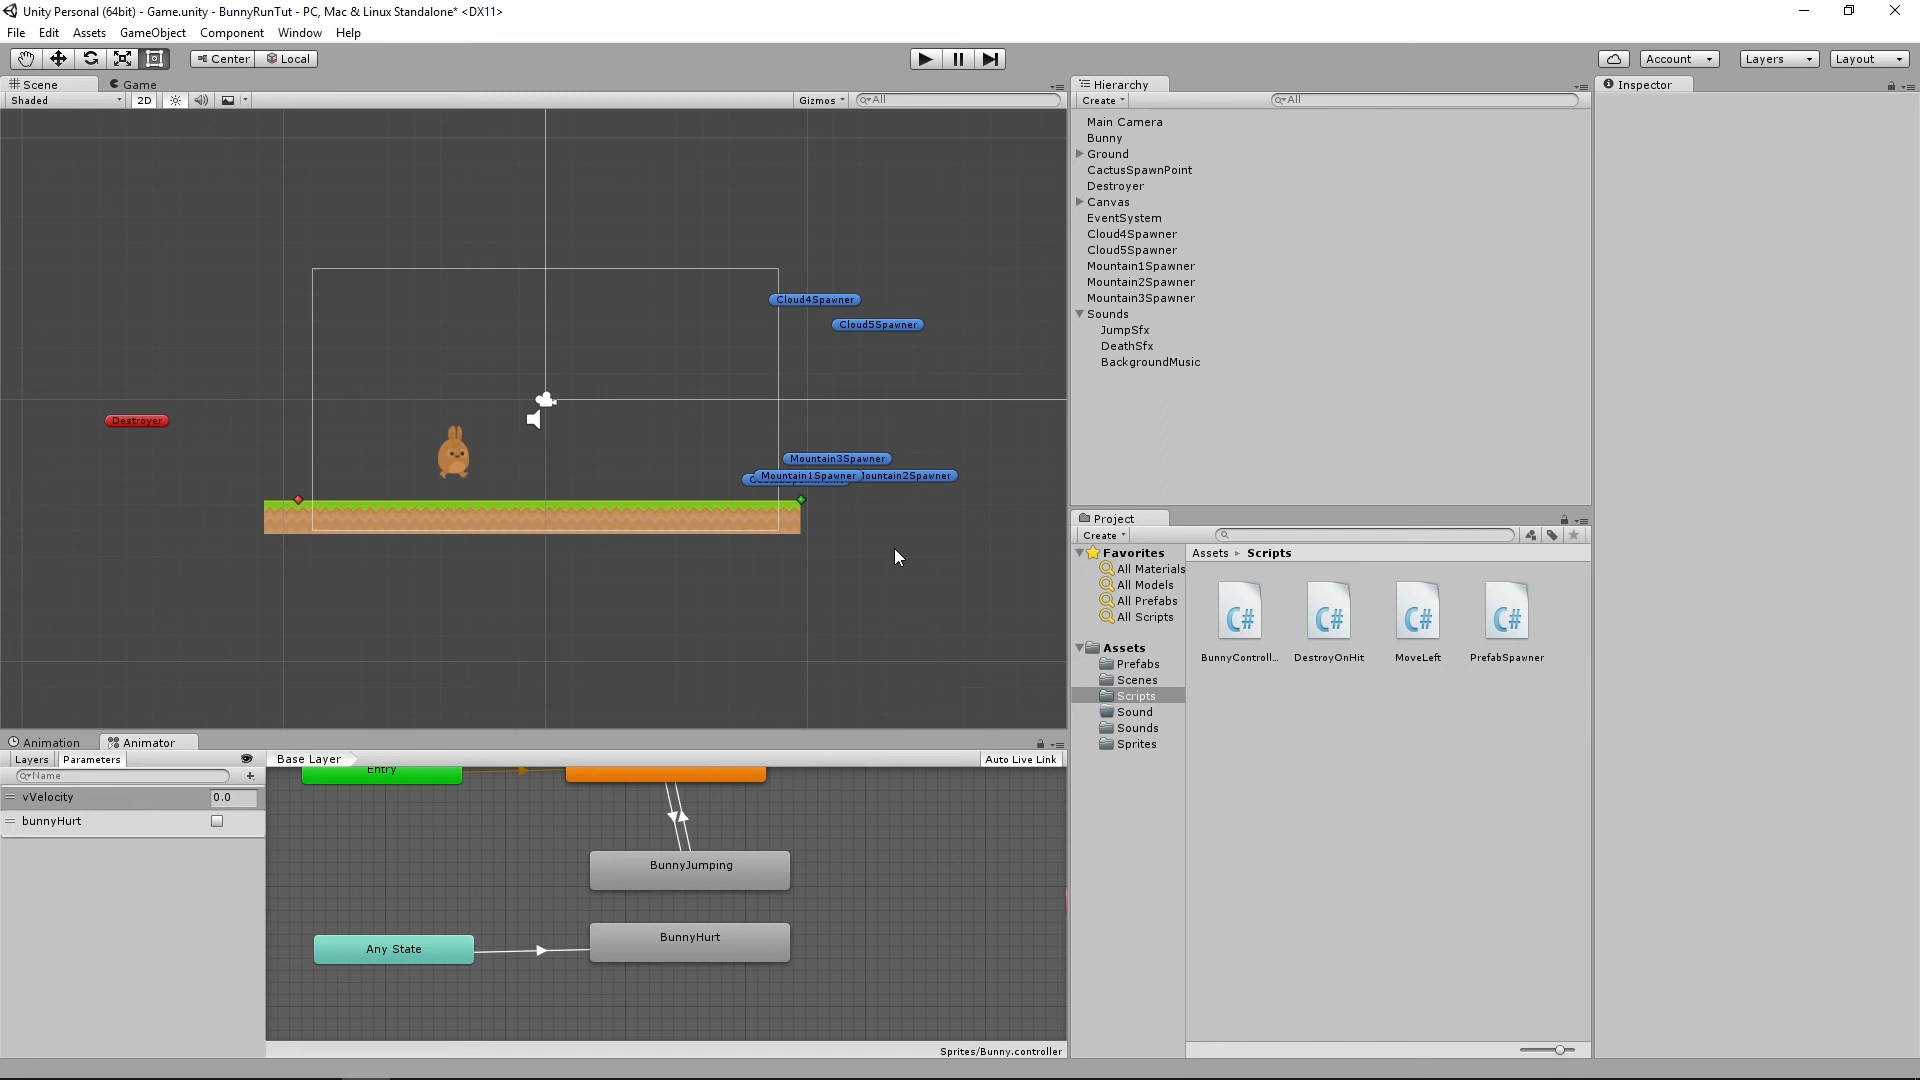 Unity Personal (64bit) - Game.unity - BunnyRunTut - PC, Mac & Linux Standalone* <DX11>
File Edit Assets GameObject Component Window Help
Center Local Account Layers Layout
Scene Game
Shaded 2D Gizmos All
Cloud4Spawner
Cloud5Spawner
Destroyer
Mountain3Spawner
Mountain1Spawner
ountain2Spawner
Hierarchy
Create All
Main Camera
Bunny
Ground
CactusSpawnPoint
Destroyer
Canvas
EventSystem
Cloud4Spawner
Cloud5Spawner
Mountain1Spawner
Mountain2Spawner
Mountain3Spawner
Sounds
JumpSfx
DeathSfx
BackgroundMusic
Inspector
Project
Create
Favorites
All Materials
All Models
All Prefabs
All Scripts
Assets
Prefabs
Scenes
Scripts
Sound
Sounds
Sprites
Assets Scripts
C# C# C# C#
BunnyControll... DestroyOnHit MoveLeft PrefabSpawner
Animation Animator
Layers Parameters Base Layer Auto Live Link
Name
vVelocity 0.0
bunnyHurt
Entry
BunnyJumping
BunnyHurt
Any State
Sprites/Bunny.controller